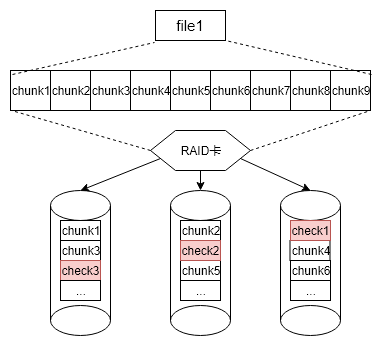 file1
chunk1 chunk2 chunk3 chunk4 chunk5 chunk6 chunk7 chunk8 chunk9
RAID卡
chunk1
chunk3
check3
...
chunk2
check2
chunk5
...
check1
chunk4
chunk6
...